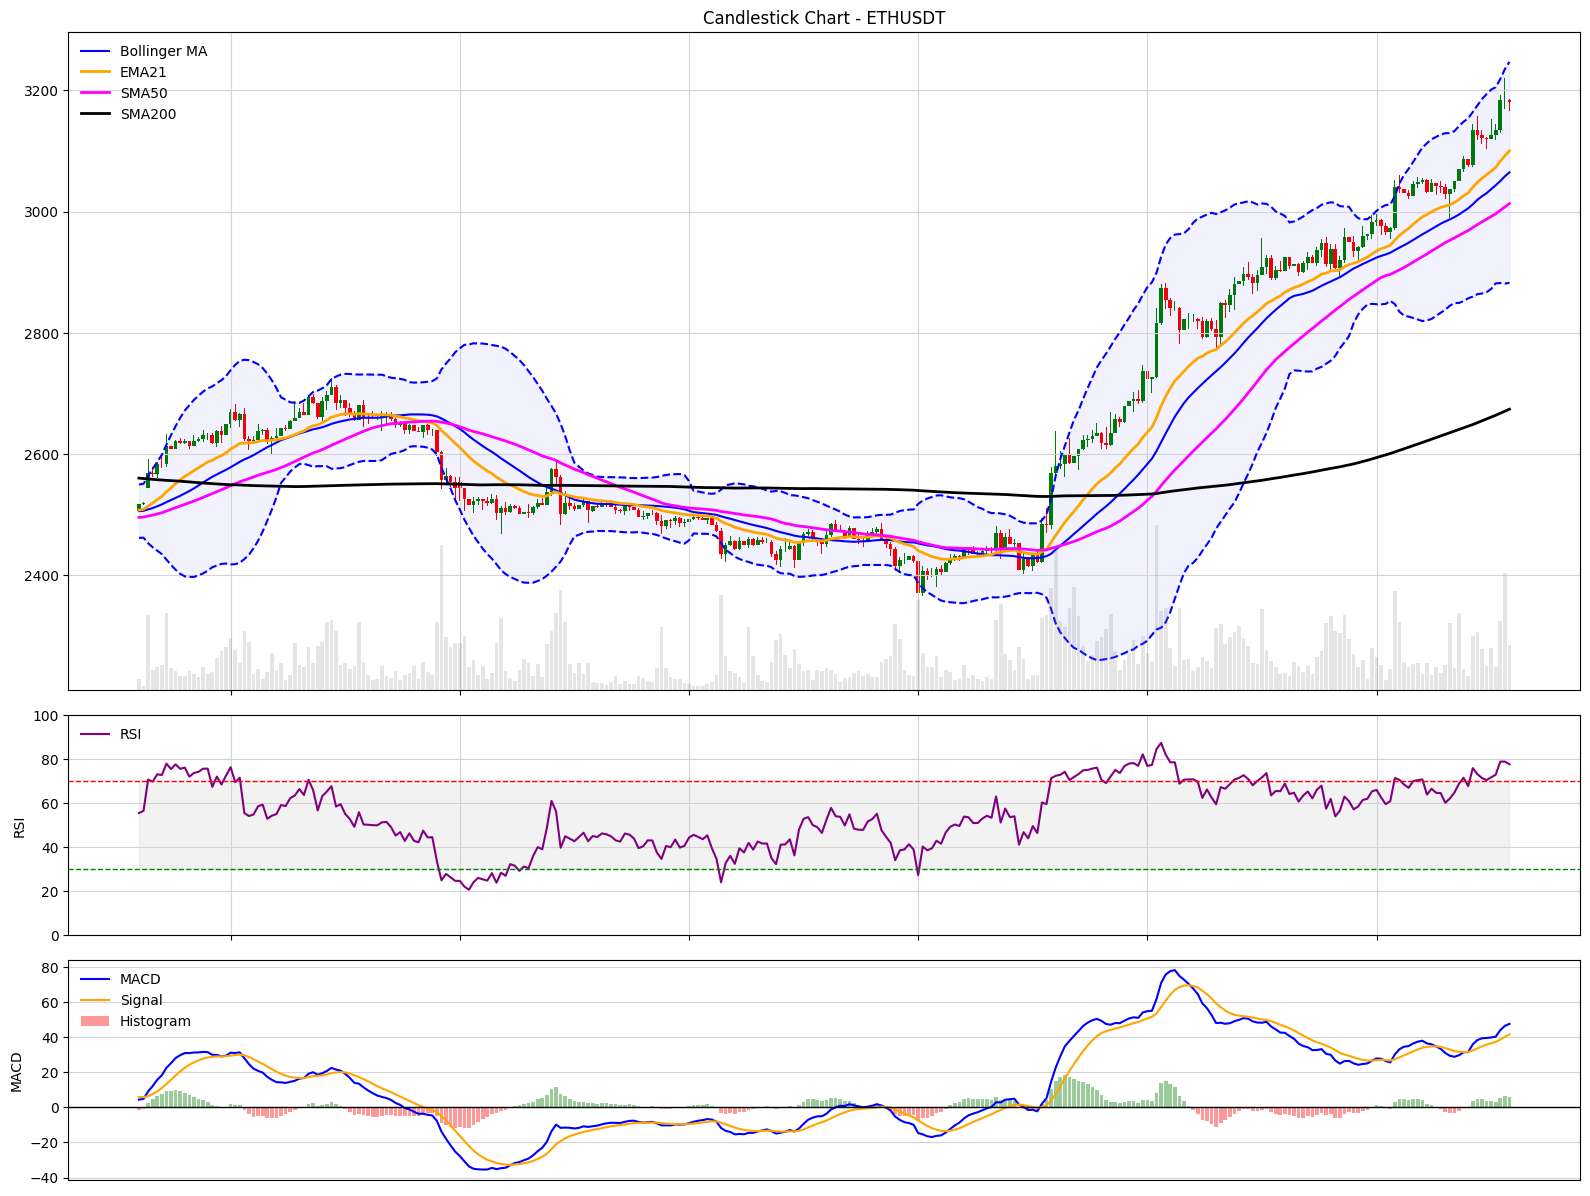 Candlestick Chart - ETHUSDT
Bollinger MA
EMA21
SMA50
SMA200
3200
3000
2800
2600
2400
100
80
60
40
20
0
RSI
RSI
80
60
40
20
0
−20
−40
MACD
MACD
Signal
Histogram